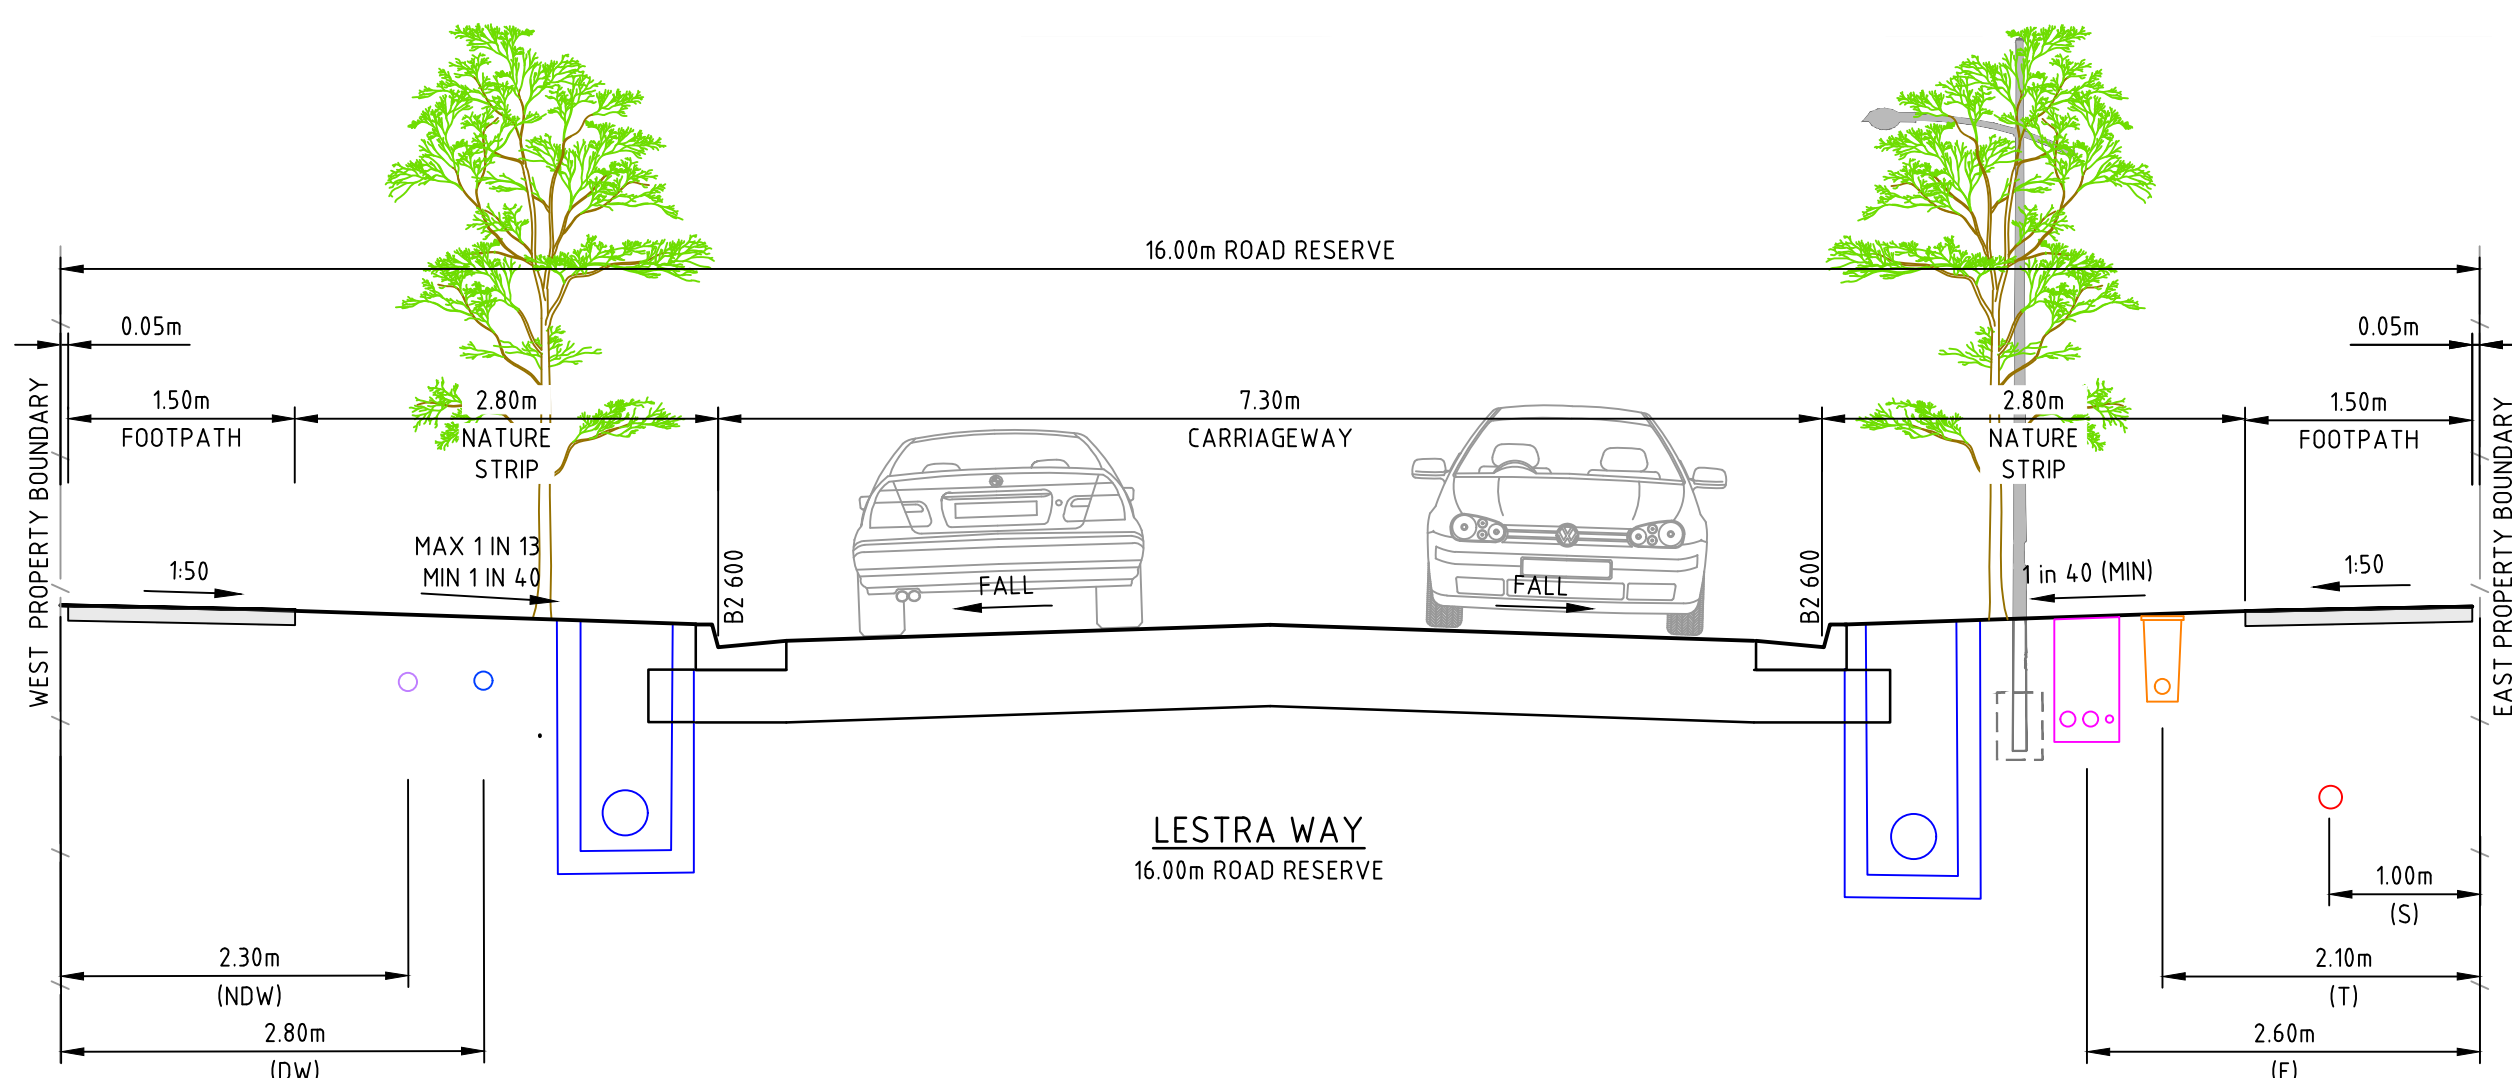 16.00m ROAD RESERVE
0.05m
0.05m
1.50m
FOOTPATH
2.80m
NATURE
STRIP
7.30m
CARRIAGEWAY
2.80m
NATURE
STRIP
1.50m
FOOTPATH
WEST PROPERTY BOUNDARY
EAST PROPERTY BOUNDARY
1:50
MAX 1 IN 13
MIN 1 IN 40
B2 600
FALL
FALL
B2 600
1 in 40 (MIN)
1:50
LESTRA WAY
16.00m ROAD RESERVE
1.00m
(S)
2.30m
(NDW)
2.10m
(T)
2.80m
(DW)
2.60m